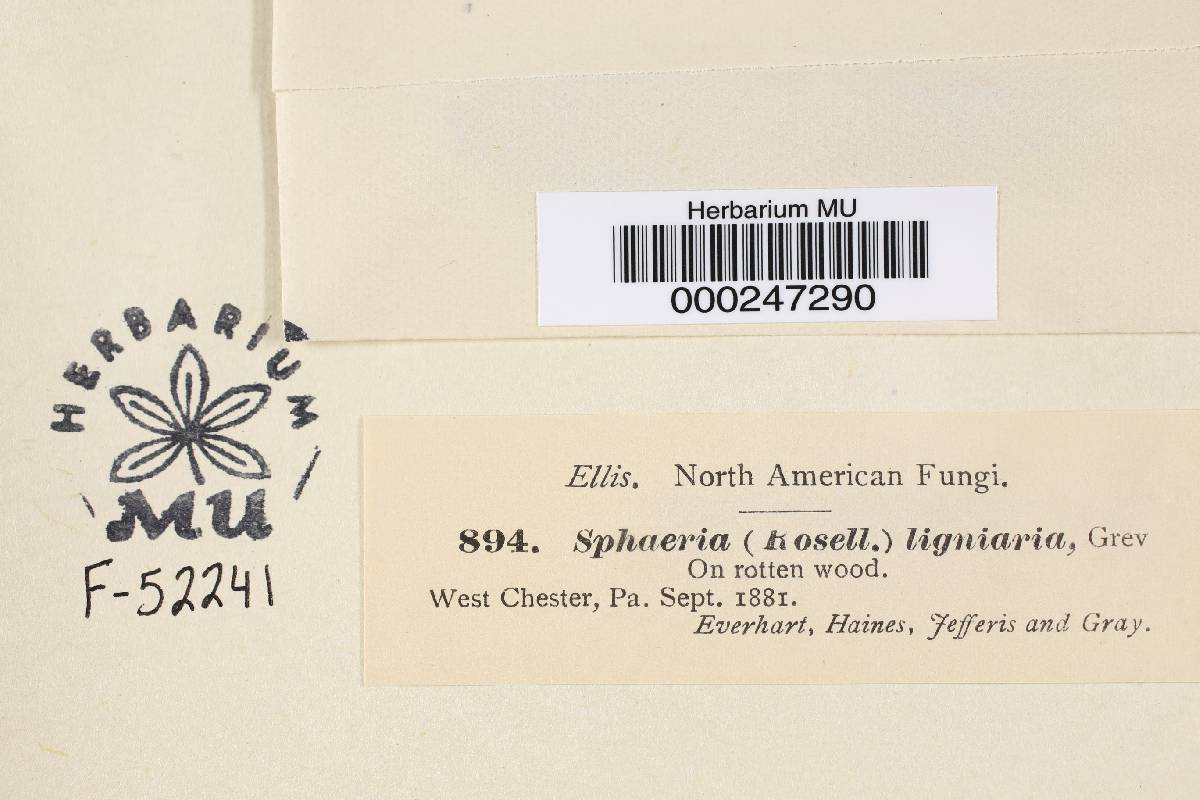 Herbarium MU
000247290
HERBARIUM
MU
F-52241
Ellis. North American Fungi.
894. Sphaeria (Rosell.) ligniaria, Grev
On rotten wood.
West Chester, Pa. Sept. 1881.
Everhart, Haines, Jefferis and Gray.